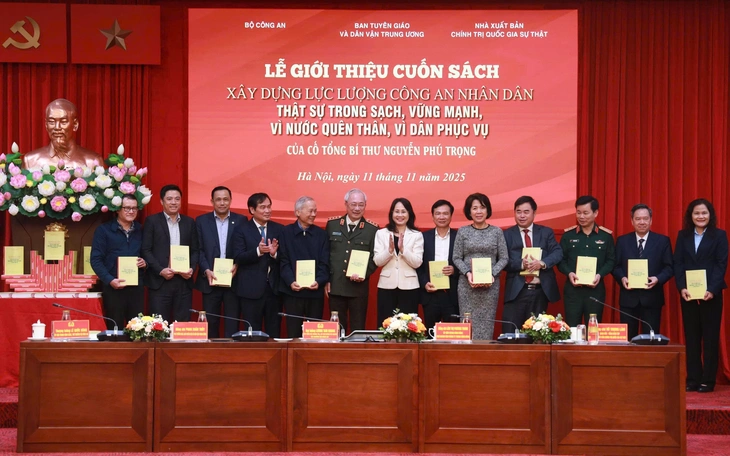 BỘ CÔNG AN
BAN TUYÊN GIÁO
VÀ DÂN VẬN TRUNG ƯƠNG
NHÀ XUẤT BẢN
CHÍNH TRỊ QUỐC GIA SỰ THẬT
LỄ GIỚI THIỆU CUỐN SÁCH
XÂY DỰNG LỰC LƯỢNG CÔNG AN NHÂN DÂN
THẬT SỰ TRONG SẠCH, VỮNG MẠNH,
VÌ NƯỚC QUÊN THÂN, VÌ DÂN PHỤC VỤ
CỦA CỐ TỔNG BÍ THƯ NGUYỄN PHÚ TRỌNG
Hà Nội, ngày 11 tháng 11 năm 2025